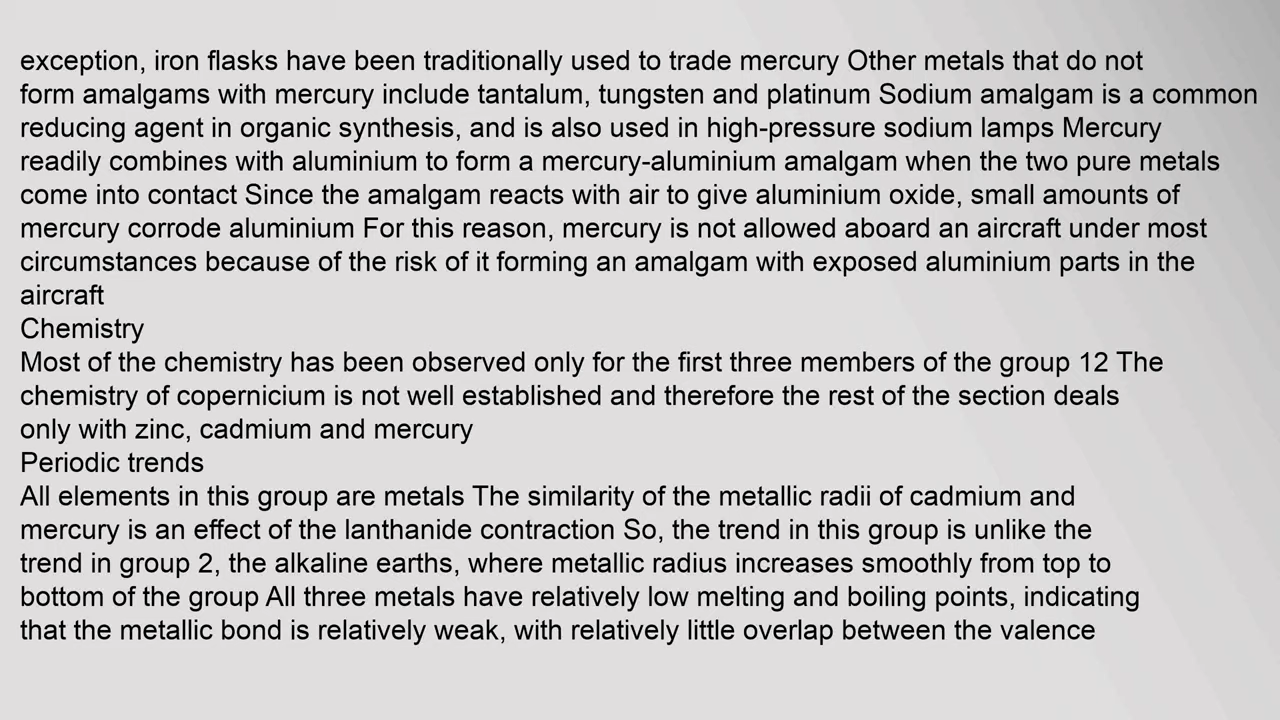 exception, iron flasks have been traditionally used to trade mercury Other metals that do not
form amalgams with mercury include tantalum, tungsten and platinum Sodium amalgam is a common
reducing agent in organic synthesis, and is also used in high-pressure sodium lamps Mercury
readily combines with aluminium to form a mercury-aluminium amalgam when the two pure metals
come into contact Since the amalgam reacts with air to give aluminium oxide, small amounts of
mercury corrode aluminium For this reason, mercury is not allowed aboard an aircraft under most
circumstances because of the risk of it forming an amalgam with exposed aluminium parts in the
aircraft
Chemistry
Most of the chemistry has been observed only for the first three members of the group 12 The
chemistry of copernicium is not well established and therefore the rest of the section deals
only with zinc, cadmium and mercury
Periodic trends
All elements in this group are metals The similarity of the metallic radii of cadmium and
mercury is an effect of the lanthanide contraction So, the trend in this group is unlike the
trend in group 2, the alkaline earths, where metallic radius increases smoothly from top to
bottom of the group All three metals have relatively low melting and boiling points, indicating
that the metallic bond is relatively weak, with relatively little overlap between the valence